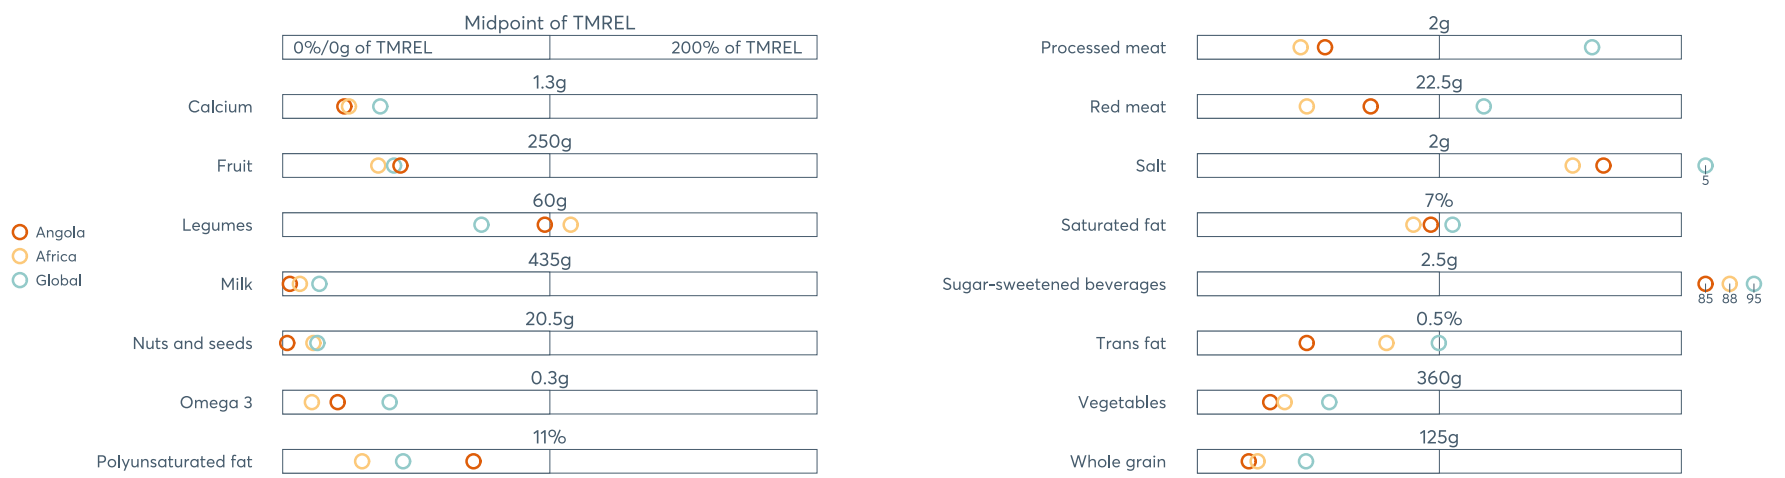 Midpoint of TMREL
0%/0g of TMREL 200% of TMREL
1.3g
Calcium
250g
Fruit
60g
Legumes
435g
Milk
20.5g
Nuts and seeds
0.3g
Omega 3
11%
Polyunsaturated fat
Angola
Africa
Global
2g
Processed meat
22.5g
Red meat
2g
Salt
5
7%
Saturated fat
2.5g
Sugar-sweetened beverages
85 88 95
0.5%
Trans fat
360g
Vegetables
125g
Whole grain